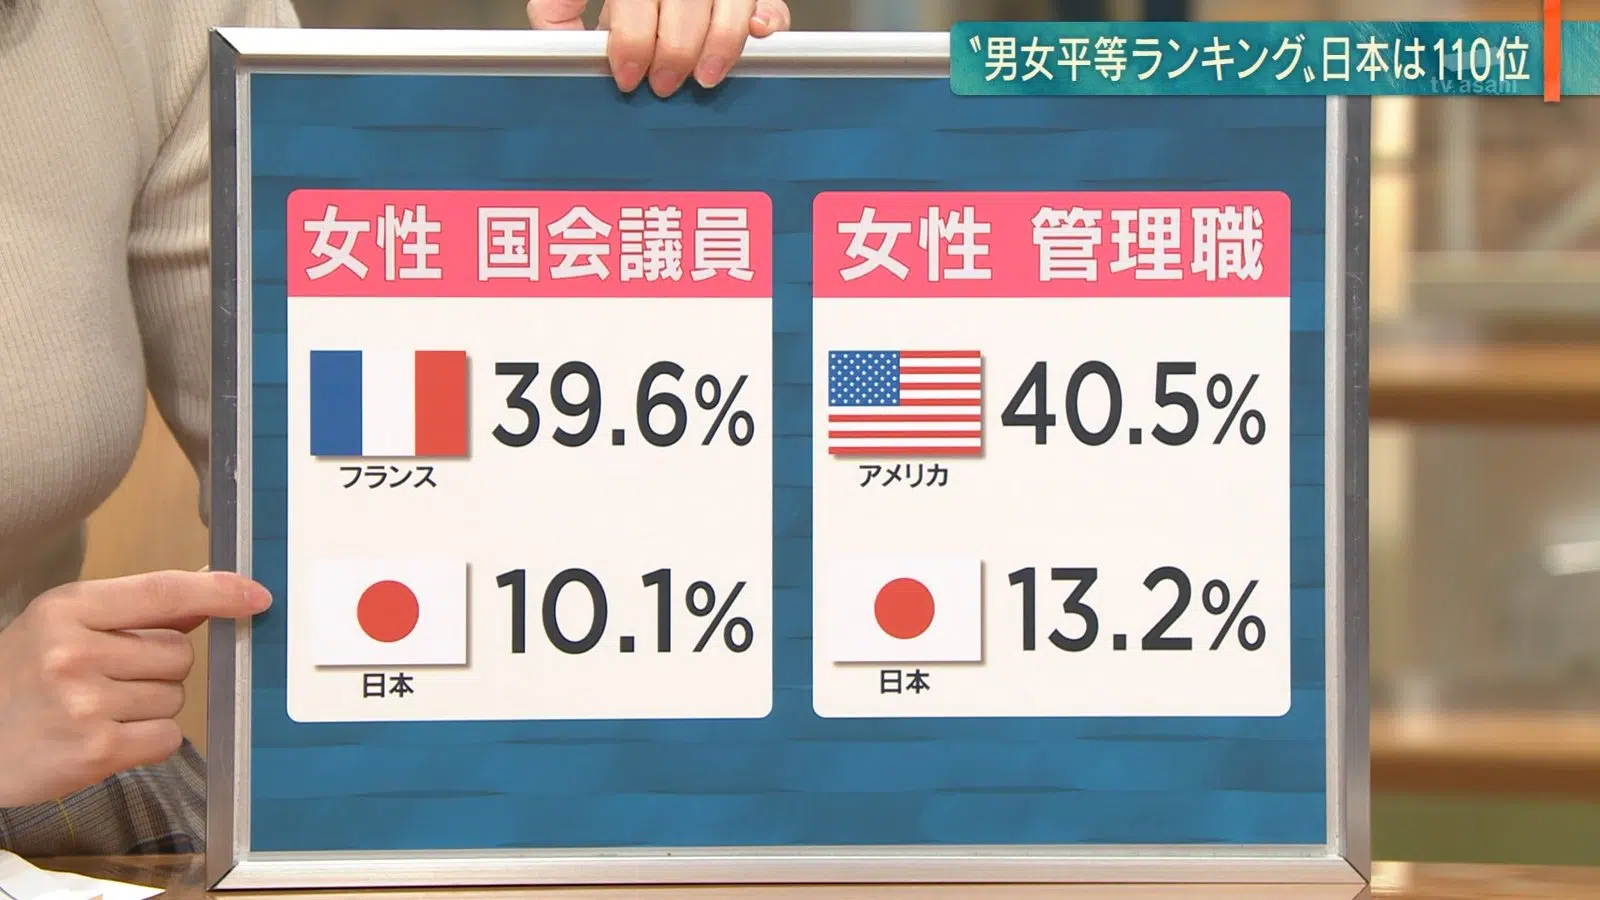 〝男女平等ランキング〟日本は110位
tv asahi
女性 国会議員
39.6%
フランス
10.1%
日本
女性 管理職
40.5%
アメリカ
13.2%
日本